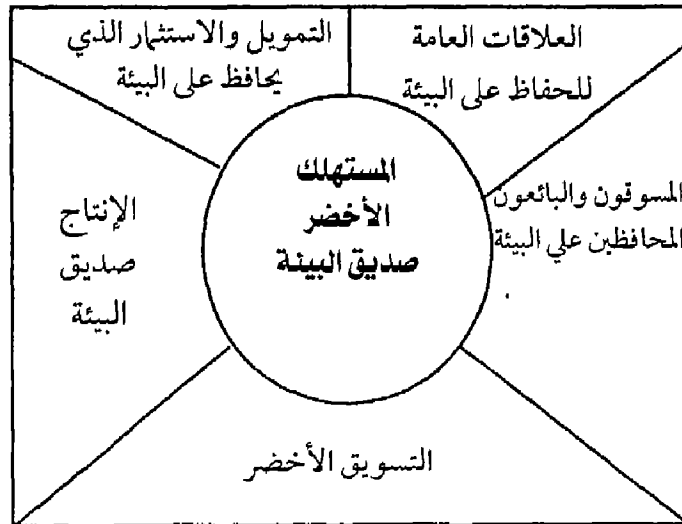 العلاقات العامة
للحفاظ على البيئة
التمويل والاستثمار الذي
يحافظ على البيئة
المستهلك
الأخضر
صديق البيئة
المسوقون والبائعون
المحافظين علي البيئة
الإنتاج
صديق
البيئة
التسويق الأخضر